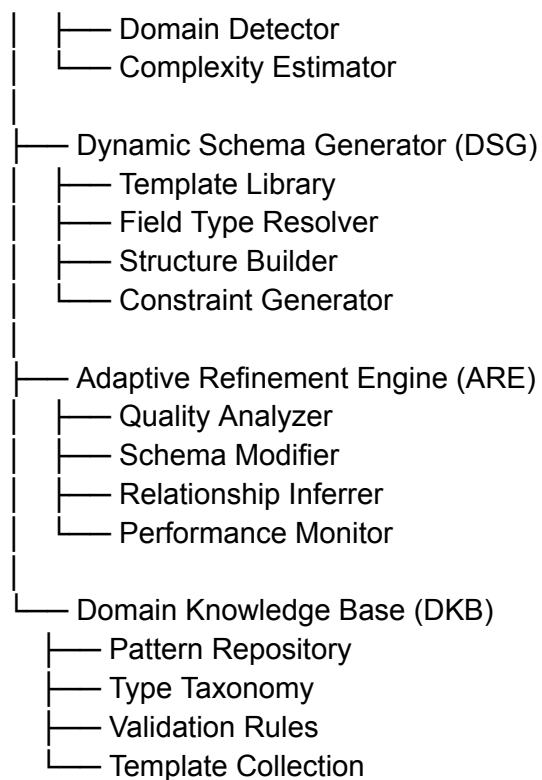 │ ├── Domain Detector
│ └── Complexity Estimator
│
├── Dynamic Schema Generator (DSG)
│ ├── Template Library
│ ├── Field Type Resolver
│ ├── Structure Builder
│ └── Constraint Generator
│
├── Adaptive Refinement Engine (ARE)
│ ├── Quality Analyzer
│ ├── Schema Modifier
│ ├── Relationship Inferrer
│ └── Performance Monitor
│
└── Domain Knowledge Base (DKB)
├── Pattern Repository
├── Type Taxonomy
├── Validation Rules
└── Template Collection